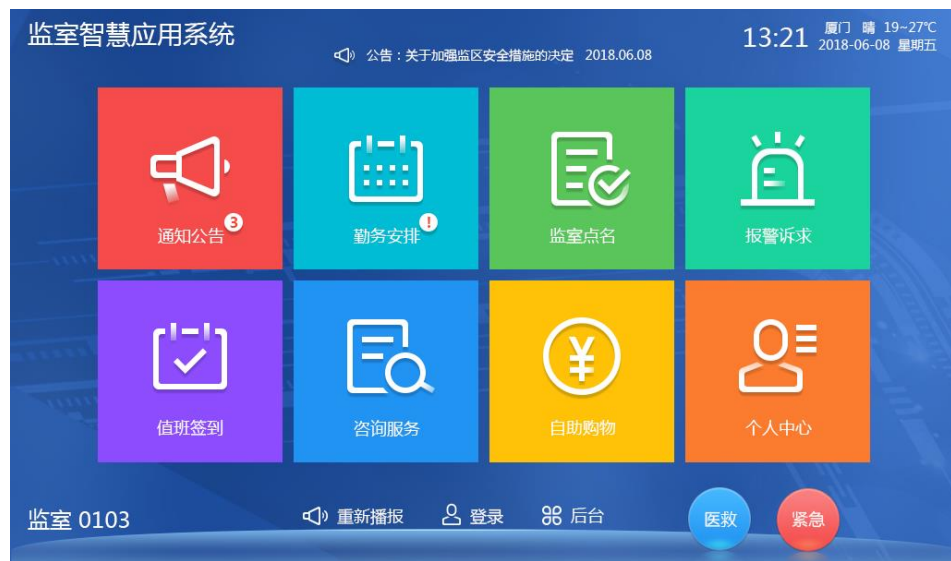 监室智慧应用系统
公告：关于加强监区安全措施的决定 2018.06.08
13:21
厦门 晴 19~27℃
2018-06-08 星期五
通知公告 3
勤务安排 !
监室点名
报警诉求
值班签到
咨询服务
¥
自助购物
个人中心
监室 0103
重新播报
登录
后台
医救
紧急